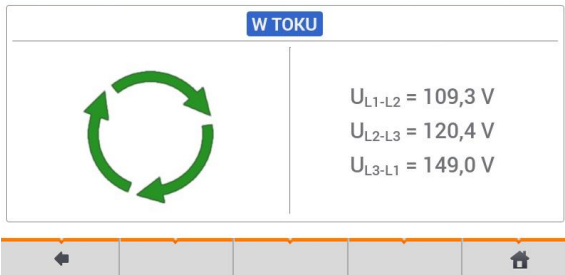 W TOKU
UL1-L2 = 109,3 V
UL2-L3 = 120,4 V
UL3-L1 = 149,0 V